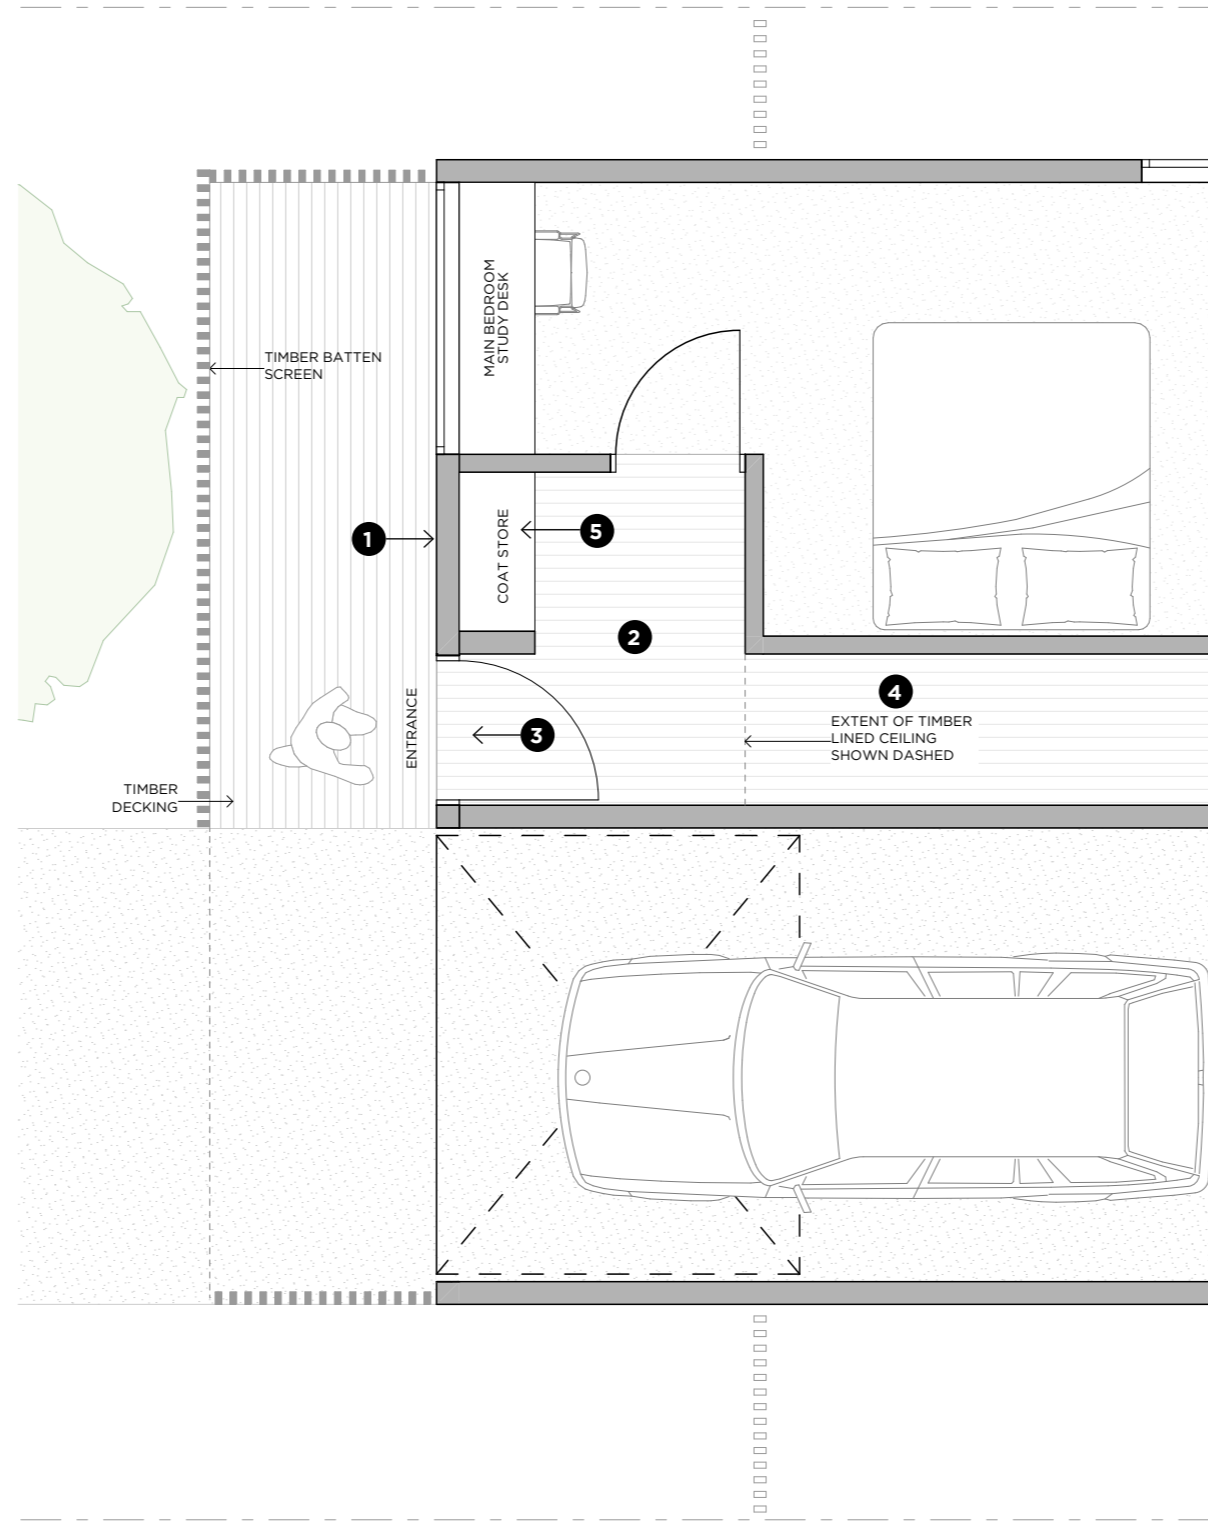 MAIN BEDROOM
STUDY DESK
TIMBER BATTEN
SCREEN
1
COAT STORE
5
2
ENTRANCE
3
4
EXTENT OF TIMBER
LINED CEILING
SHOWN DASHED
TIMBER
DECKING